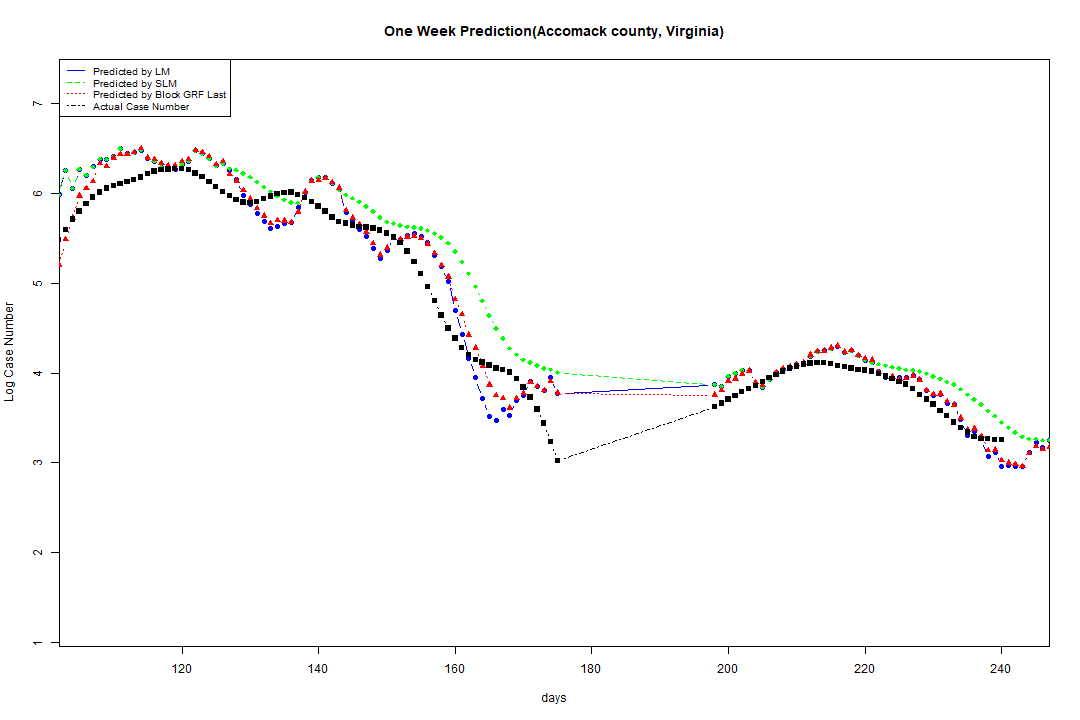 One Week Prediction(Accomack county, Virginia)
Predicted by LM
Predicted by SLM
Predicted by Block GRF Last
Actual Case Number
7
6
5
4
3
2
1
Log Case Number
120 140 160 180 200 220 240
days